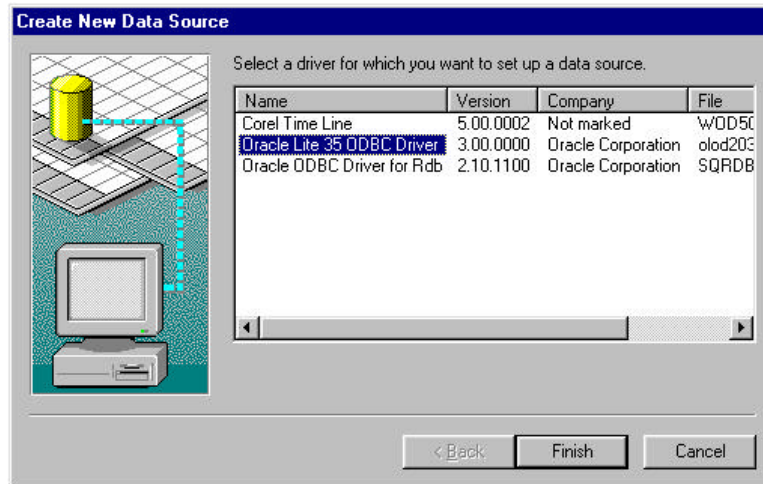 Create New Data Source
Select a driver for which you want to set up a data source.
Name Version Company File
Corel Time Line 5.00.0002 Not marked WOD50
Oracle Lite 35 ODBC Driver 3.00.0000 Oracle Corporation olod203
Oracle ODBC Driver for Rdb 2.10.1100 Oracle Corporation SQRDB
< Back Finish Cancel